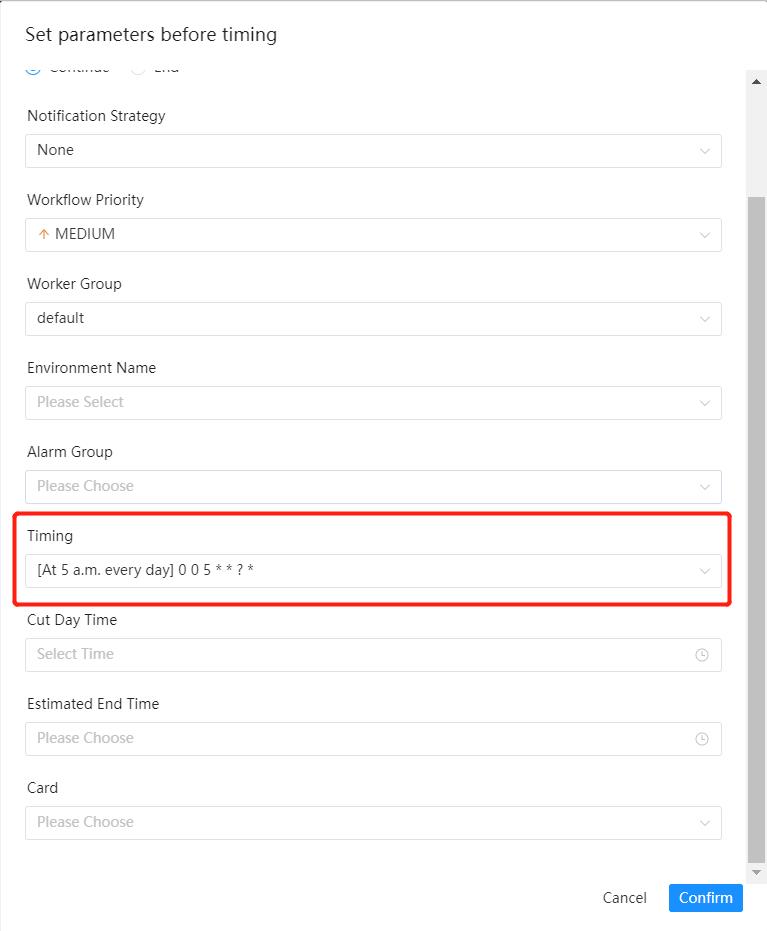 Set parameters before timing
Continue End
Notification Strategy
None
Workflow Priority
MEDIUM
Worker Group
default
Environment Name
Please Select
Alarm Group
Please Choose
Timing
[At 5 a.m. every day] 0 0 5 * * ? *
Cut Day Time
Select Time
Estimated End Time
Please Choose
Card
Please Choose
Cancel Confirm